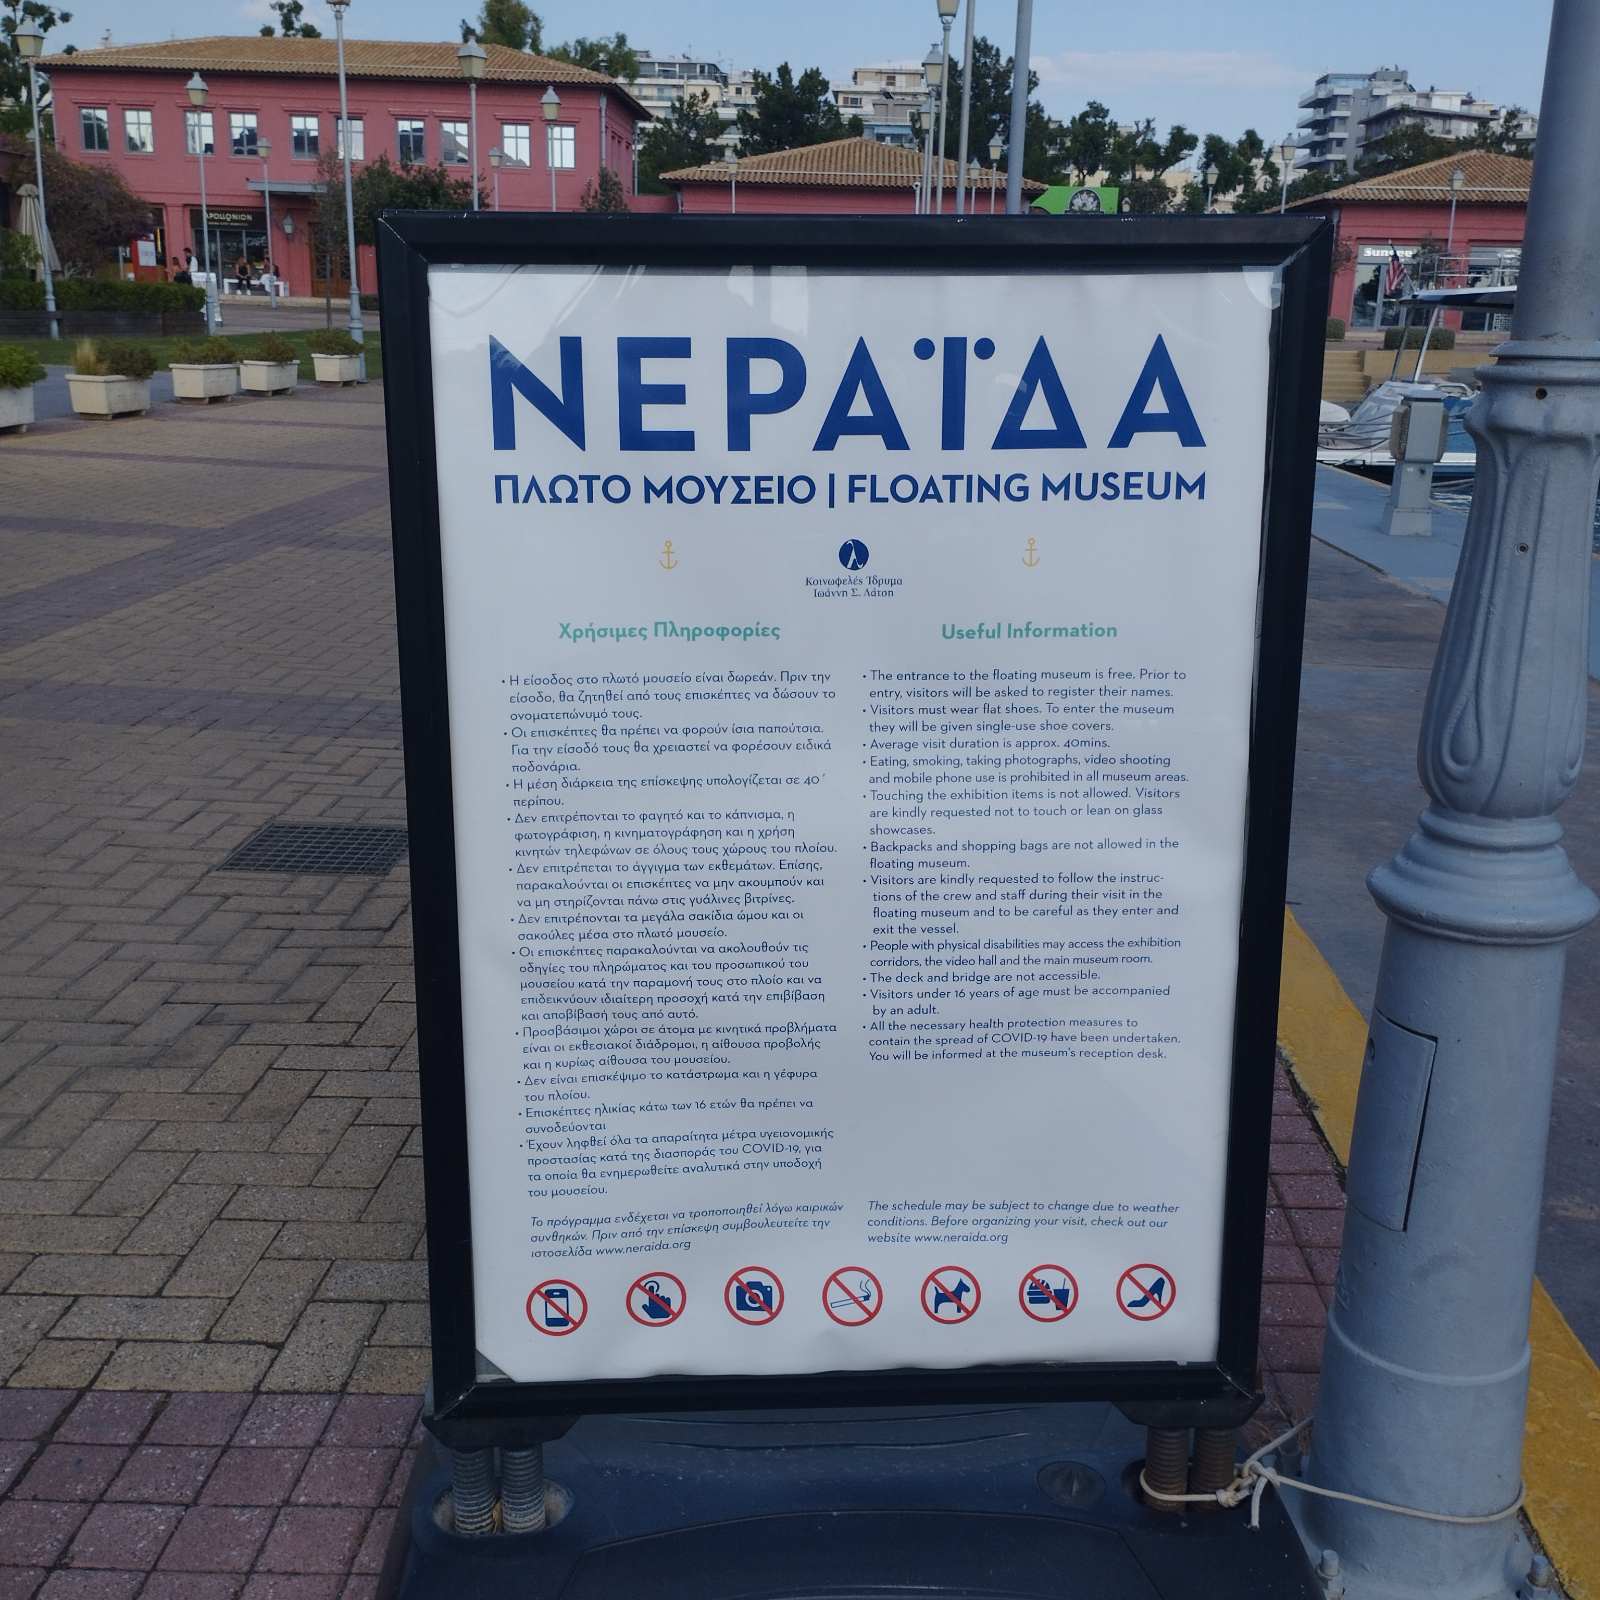 APOLLONION
CAFÉ
ΝΕΡΑΪΔΑ
ΠΛΩΤΟ ΜΟΥΣΕΙΟ | FLOATING MUSEUM
Κοινωφελές Ίδρυμα
Ιωάννη Σ. Λάτση
Χρήσιμες Πληροφορίες
• Η είσοδος στο πλωτό μουσείο είναι δωρεάν. Πριν την
είσοδο, θα ζητηθεί από τους επισκέπτες να δώσουν το
ονοματεπώνυμό τους.
• Οι επισκέπτες θα πρέπει να φορούν ίσια παπούτσια.
Για την είσοδό τους θα χρειαστεί να φορέσουν ειδικά
ποδονάρια.
• Η μέση διάρκεια της επίσκεψης υπολογίζεται σε 40΄
περίπου.
• Δεν επιτρέπονται το φαγητό και το κάπνισμα, η
φωτογράφιση, η κινηματογράφηση και η χρήση
κινητών τηλεφώνων σε όλους τους χώρους του πλοίου.
• Δεν επιτρέπεται το άγγιγμα των εκθεμάτων. Επίσης,
παρακαλούνται οι επισκέπτες να μην ακουμπούν και
να μη στηρίζονται πάνω στις γυάλινες βιτρίνες.
• Δεν επιτρέπονται τα μεγάλα σακίδια ώμου και οι
σακούλες μέσα στο πλωτό μουσείο.
• Οι επισκέπτες παρακαλούνται να ακολουθούν τις
οδηγίες του πληρώματος και του προσωπικού του
μουσείου κατά την παραμονή τους στο πλοίο και να
επιδεικνύουν ιδιαίτερη προσοχή κατά την επιβίβαση
και αποβίβασή τους από αυτό.
• Προσβάσιμοι χώροι σε άτομα με κινητικά προβλήματα
είναι οι εκθεσιακοί διάδρομοι, η αίθουσα προβολής
και η κυρίως αίθουσα του μουσείου.
• Δεν είναι επισκέψιμο το κατάστρωμα και η γέφυρα
του πλοίου.
• Επισκέπτες ηλικίας κάτω των 16 ετών θα πρέπει να
συνοδεύονται
• Έχουν ληφθεί όλα τα απαραίτητα μέτρα υγειονομικής
προστασίας κατά της διασποράς του COVID-19, για
τα οποία θα ενημερωθείτε αναλυτικά στην υποδοχή
του μουσείου.
Το πρόγραμμα ενδέχεται να τροποποιηθεί λόγω καιρικών
συνθηκών. Πριν από την επίσκεψη συμβουλευτείτε την
ιστοσελίδα www.neraida.org
Useful Information
• The entrance to the floating museum is free. Prior to
entry, visitors will be asked to register their names.
• Visitors must wear flat shoes. To enter the museum
they will be given single-use shoe covers.
• Average visit duration is approx. 40mins.
• Eating, smoking, taking photographs, video shooting
and mobile phone use is prohibited in all museum areas.
• Touching the exhibition items is not allowed. Visitors
are kindly requested not to touch or lean on glass
showcases.
• Backpacks and shopping bags are not allowed in the
floating museum.
• Visitors are kindly requested to follow the instruc-
tions of the crew and staff during their visit in the
floating museum and to be careful as they enter and
exit the vessel.
• People with physical disabilities may access the exhibition
corridors, the video hall and the main museum room.
• The deck and bridge are not accessible.
• Visitors under 16 years of age must be accompanied
by an adult.
• All the necessary health protection measures to
contain the spread of COVID-19 have been undertaken.
You will be informed at the museum's reception desk.
The schedule may be subject to change due to weather
conditions. Before organizing your visit, check out our
website www.neraida.org